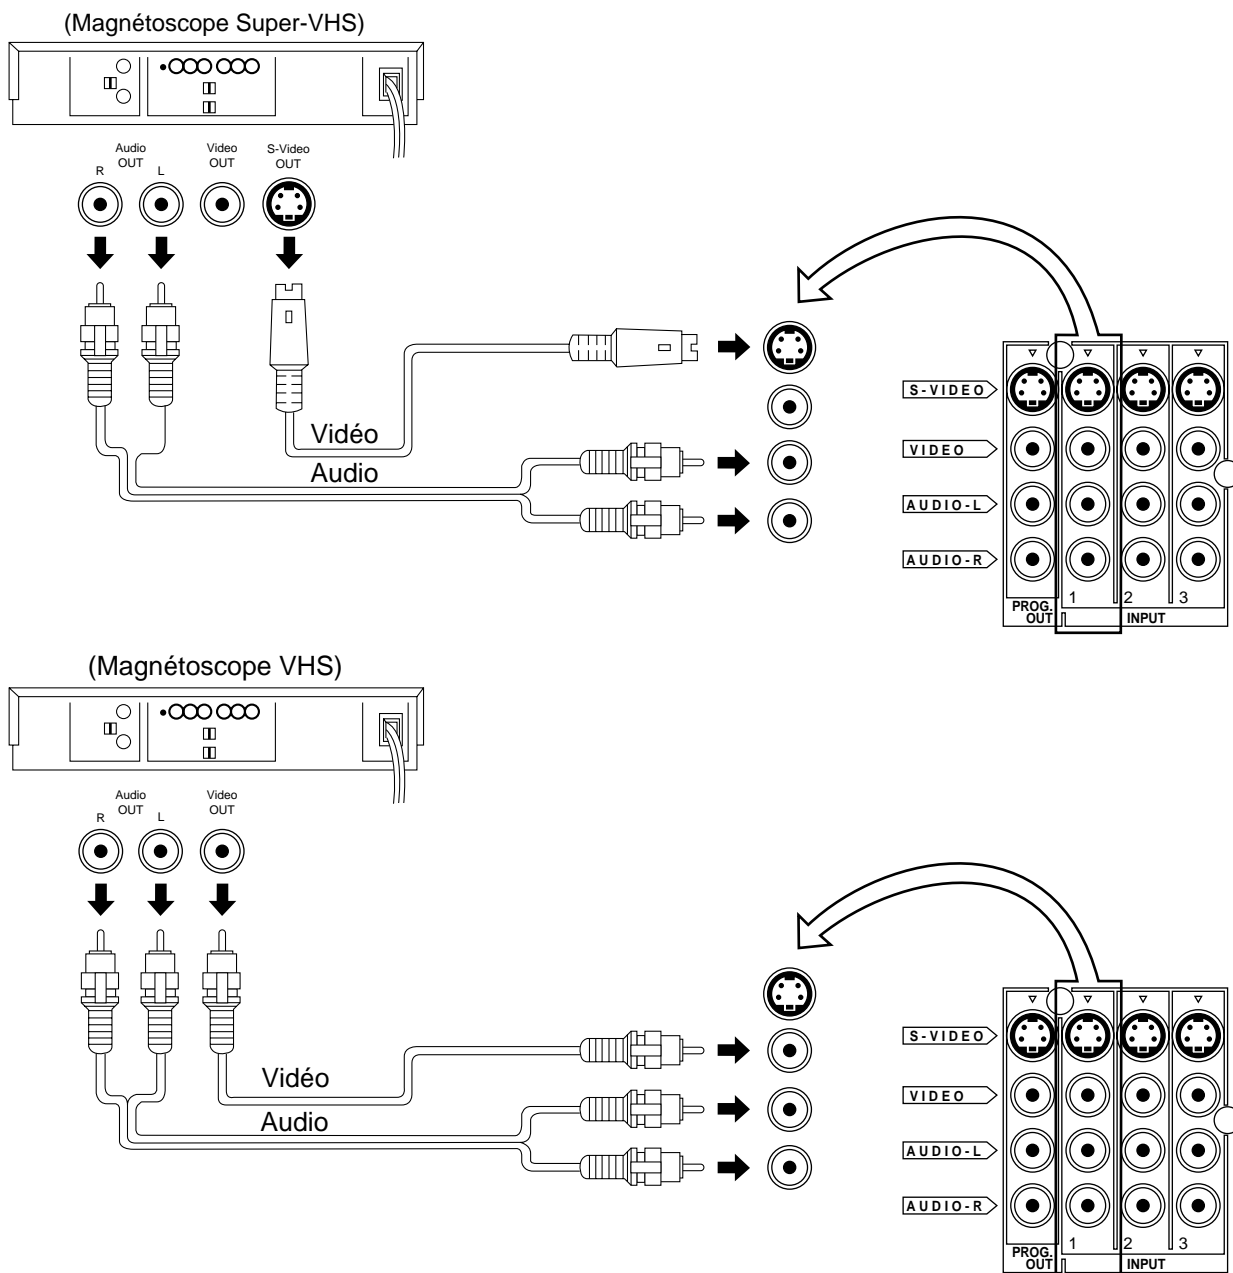 (Magnétoscope Super-VHS)
Audio
OUT
R
L
Video
OUT
S-Video
OUT
Vidéo
Audio
S-VIDEO
VIDEO
AUDIO-L
AUDIO-R
1
2
3
PROG.
OUT
INPUT
(Magnétoscope VHS)
Audio
OUT
R
L
Video
OUT
Vidéo
Audio
S-VIDEO
VIDEO
AUDIO-L
AUDIO-R
1
2
3
PROG.
OUT
INPUT